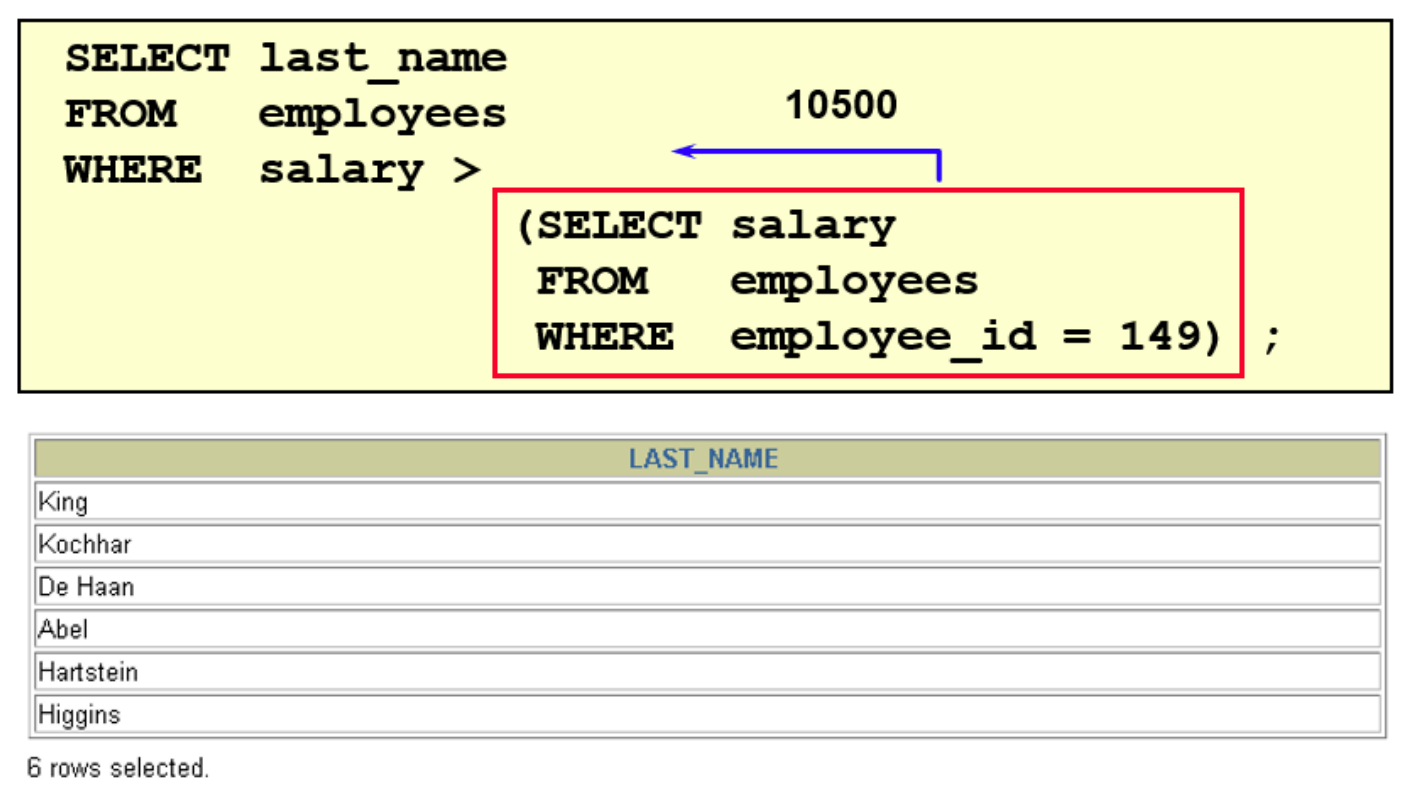 SELECT last_name
FROM employees
10500
WHERE salary >
(SELECT salary
FROM employees
WHERE employee_id = 149) ;
LAST_NAME
King
Kochhar
De Haan
Abel
Hartstein
Higgins
6 rows selected.